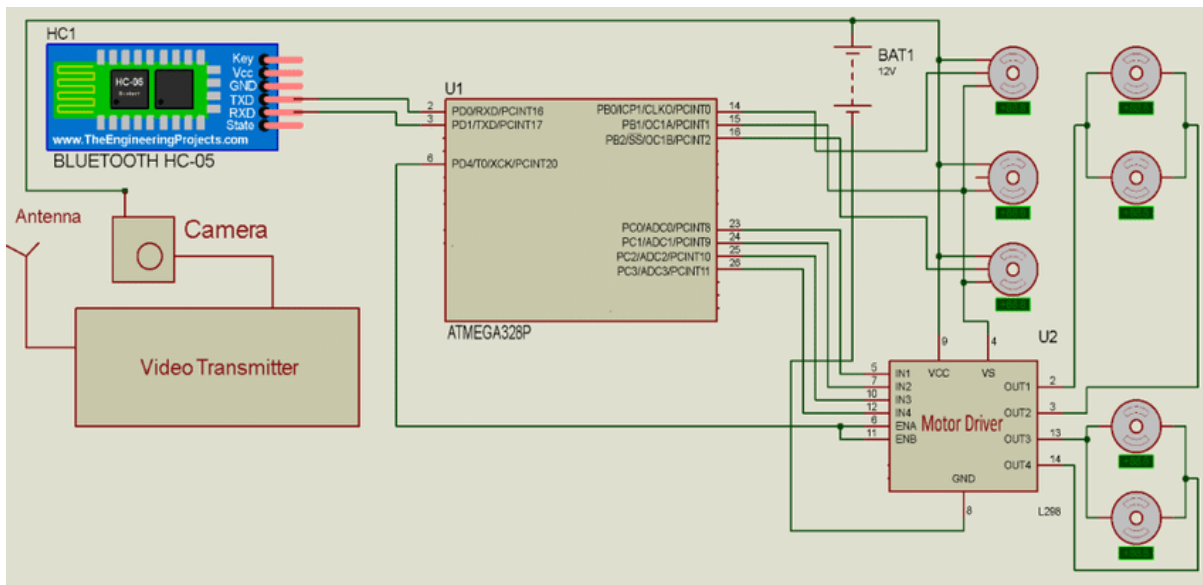 HC1
HC-05
Key
Vcc
GND
TXD
RXD
State
www.TheEngineeringProjects.com
BLUETOOTH HC-05
Antenna
Camera
Video Transmitter
U1
2 PD0/RXD/PCINT16
3 PD1/TXD/PCINT17
6 PD4/T0/XCK/PCINT20
PB0/ICP1/CLKO/PCINT0 14
PB1/OC1A/PCINT1 15
PB2/SS/OC1B/PCINT2 16
PC0/ADC0/PCINT8 23
PC1/ADC1/PCINT9 24
PC2/ADC2/PCINT10 25
PC3/ADC3/PCINT11 26
ATMEGA328P
BAT1
12V
U2
9
4
5 IN1
7 IN2
10 IN3
12 IN4
6 ENA
11 ENB
VCC
VS
Motor Driver
GND
8
OUT1 2
OUT2 3
OUT3 13
OUT4 14
L298